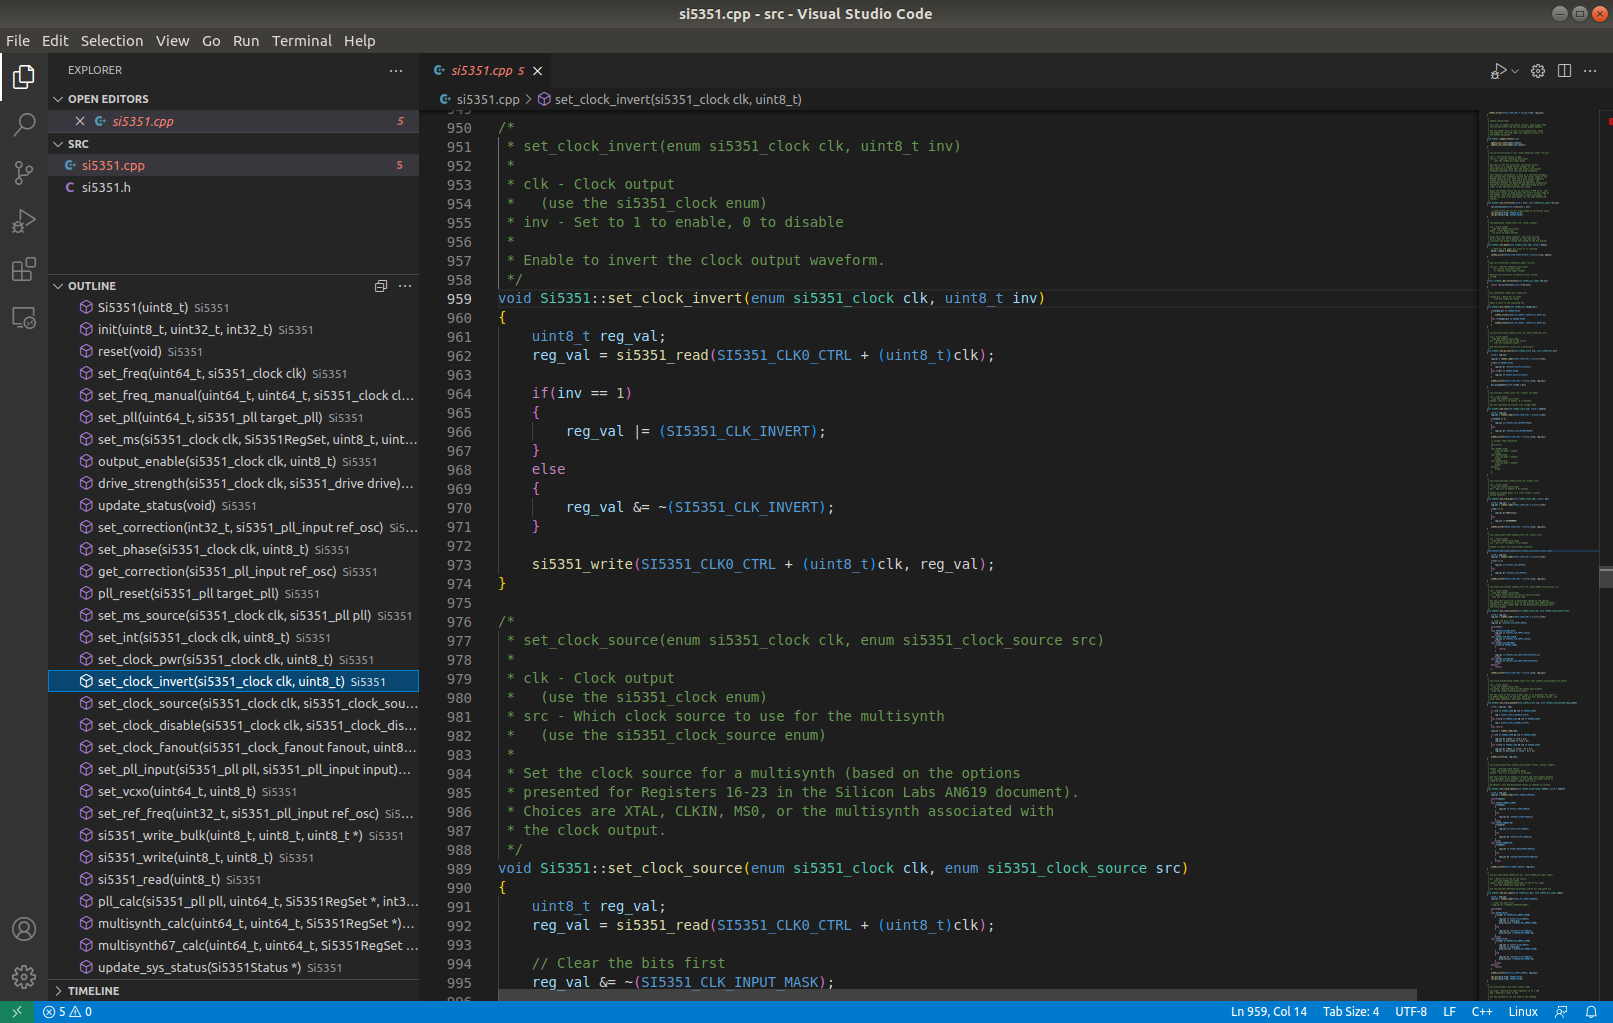 si5351.cpp - src - Visual Studio Code
File Edit Selection View Go Run Terminal Help
EXPLORER
OPEN EDITORS
si5351.cpp 5
SRC
si5351.cpp 5
si5351.h
OUTLINE
Si5351(uint8_t) Si5351
init(uint8_t, uint32_t, int32_t) Si5351
reset(void) Si5351
set_freq(uint64_t, si5351_clock clk) Si5351
set_freq_manual(uint64_t, uint64_t, si5351_clock cl...
set_pll(uint64_t, si5351_pll target_pll) Si5351
set_ms(si5351_clock clk, Si5351RegSet, uint8_t, uint...
output_enable(si5351_clock clk, uint8_t) Si5351
drive_strength(si5351_clock clk, si5351_drive drive)...
update_status(void) Si5351
set_correction(int32_t, si5351_pll_input ref_osc) Si5...
set_phase(si5351_clock clk, uint8_t) Si5351
get_correction(si5351_pll_input ref_osc) Si5351
pll_reset(si5351_pll target_pll) Si5351
set_ms_source(si5351_clock clk, si5351_pll pll) Si5351
set_int(si5351_clock clk, uint8_t) Si5351
set_clock_pwr(si5351_clock clk, uint8_t) Si5351
set_clock_invert(si5351_clock clk, uint8_t) Si5351
set_clock_source(si5351_clock clk, si5351_clock_sou...
set_clock_disable(si5351_clock clk, si5351_clock_dis...
set_clock_fanout(si5351_clock_fanout fanout, uint8...
set_pll_input(si5351_pll pll, si5351_pll_input input)...
set_vcxo(uint64_t, uint8_t) Si5351
set_ref_freq(uint32_t, si5351_pll_input ref_osc) Si5...
si5351_write_bulk(uint8_t, uint8_t, uint8_t *) Si5351
si5351_write(uint8_t, uint8_t) Si5351
si5351_read(uint8_t) Si5351
pll_calc(si5351_pll pll, uint64_t, Si5351RegSet *, int3...
multisynth_calc(uint64_t, uint64_t, Si5351RegSet *)...
multisynth67_calc(uint64_t, uint64_t, Si5351RegSet ...
update_sys_status(Si5351Status *) Si5351
TIMELINE
si5351.cpp 5
si5351.cpp > set_clock_invert(si5351_clock clk, uint8_t)
950 /*
951 * set_clock_invert(enum si5351_clock clk, uint8_t inv)
952 *
953 * clk - Clock output
954 *   (use the si5351_clock enum)
955 * inv - Set to 1 to enable, 0 to disable
956 *
957 * Enable to invert the clock output waveform.
958 */
959 void Si5351::set_clock_invert(enum si5351_clock clk, uint8_t inv)
960 {
961     uint8_t reg_val;
962     reg_val = si5351_read(SI5351_CLK0_CTRL + (uint8_t)clk);
963
964     if(inv == 1)
965     {
966         reg_val |= (SI5351_CLK_INVERT);
967     }
968     else
969     {
970         reg_val &= ~(SI5351_CLK_INVERT);
971     }
972
973     si5351_write(SI5351_CLK0_CTRL + (uint8_t)clk, reg_val);
974 }
975
976 /*
977 * set_clock_source(enum si5351_clock clk, enum si5351_clock_source src)
978 *
979 * clk - Clock output
980 *   (use the si5351_clock enum)
981 * src - Which clock source to use for the multisynth
982 *   (use the si5351_clock_source enum)
983 *
984 * Set the clock source for a multisynth (based on the options
985 * presented for Registers 16-23 in the Silicon Labs AN619 document).
986 * Choices are XTAL, CLKIN, MS0, or the multisynth associated with
987 * the clock output.
988 */
989 void Si5351::set_clock_source(enum si5351_clock clk, enum si5351_clock_source src)
990 {
991     uint8_t reg_val;
992     reg_val = si5351_read(SI5351_CLK0_CTRL + (uint8_t)clk);
993
994     // Clear the bits first
995     reg_val &= ~(SI5351_CLK_INPUT_MASK);
5 0 Ln 959, Col 14 Tab Size: 4 UTF-8 LF C++ Linux